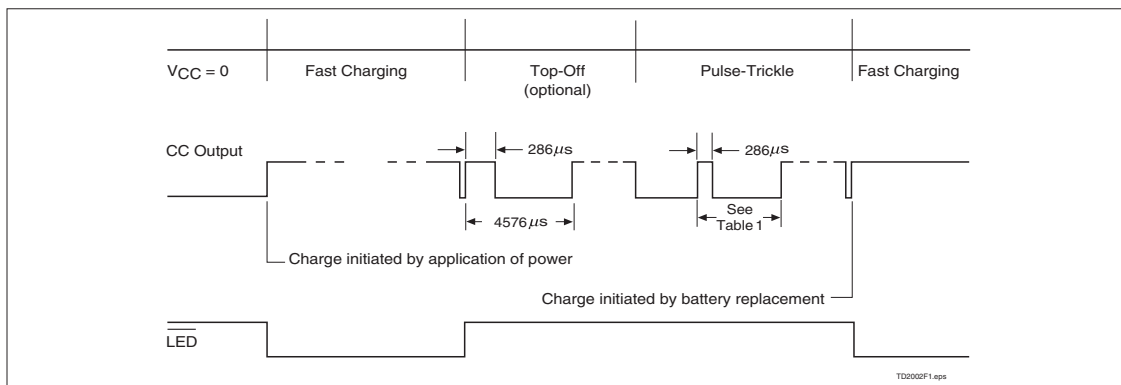 VCC = 0
Fast Charging
Top-Off
(optional)
Pulse-Trickle
Fast Charging
CC Output
286µs
286µs
4576µs
See
Table 1
Charge initiated by application of power
Charge initiated by battery replacement
LED
TD2002F1.eps